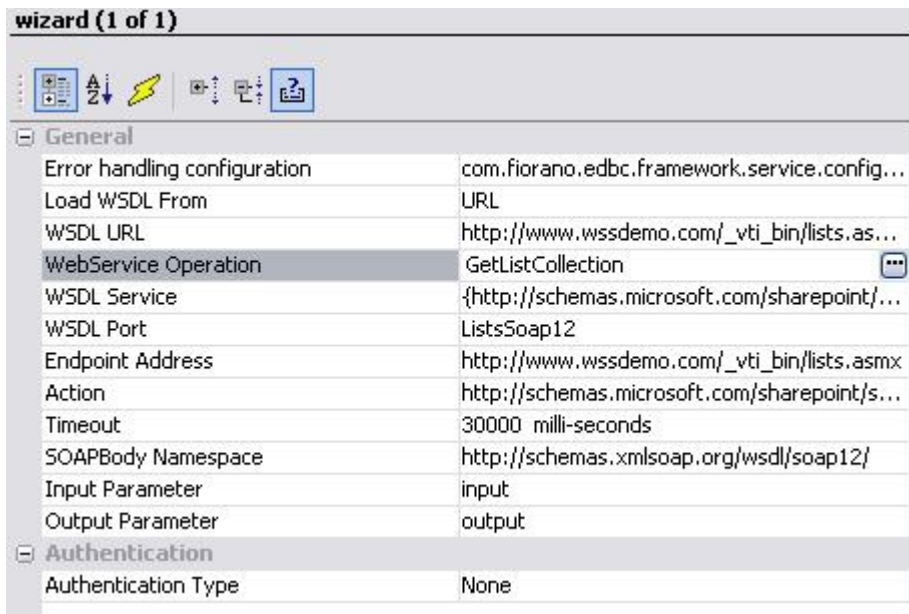 wizard (1 of 1)
General
Error handling configuration com.fiorano.edbc.framework.service.config...
Load WSDL From URL
WSDL URL http://www.wssdemo.com/_vti_bin/lists.as...
WebService Operation GetListCollection
WSDL Service {http://schemas.microsoft.com/sharepoint/...
WSDL Port ListsSoap12
Endpoint Address http://www.wssdemo.com/_vti_bin/lists.asmx
Action http://schemas.microsoft.com/sharepoint/s...
Timeout 30000 milli-seconds
SOAPBody Namespace http://schemas.xmlsoap.org/wsdl/soap12/
Input Parameter input
Output Parameter output
Authentication
Authentication Type None